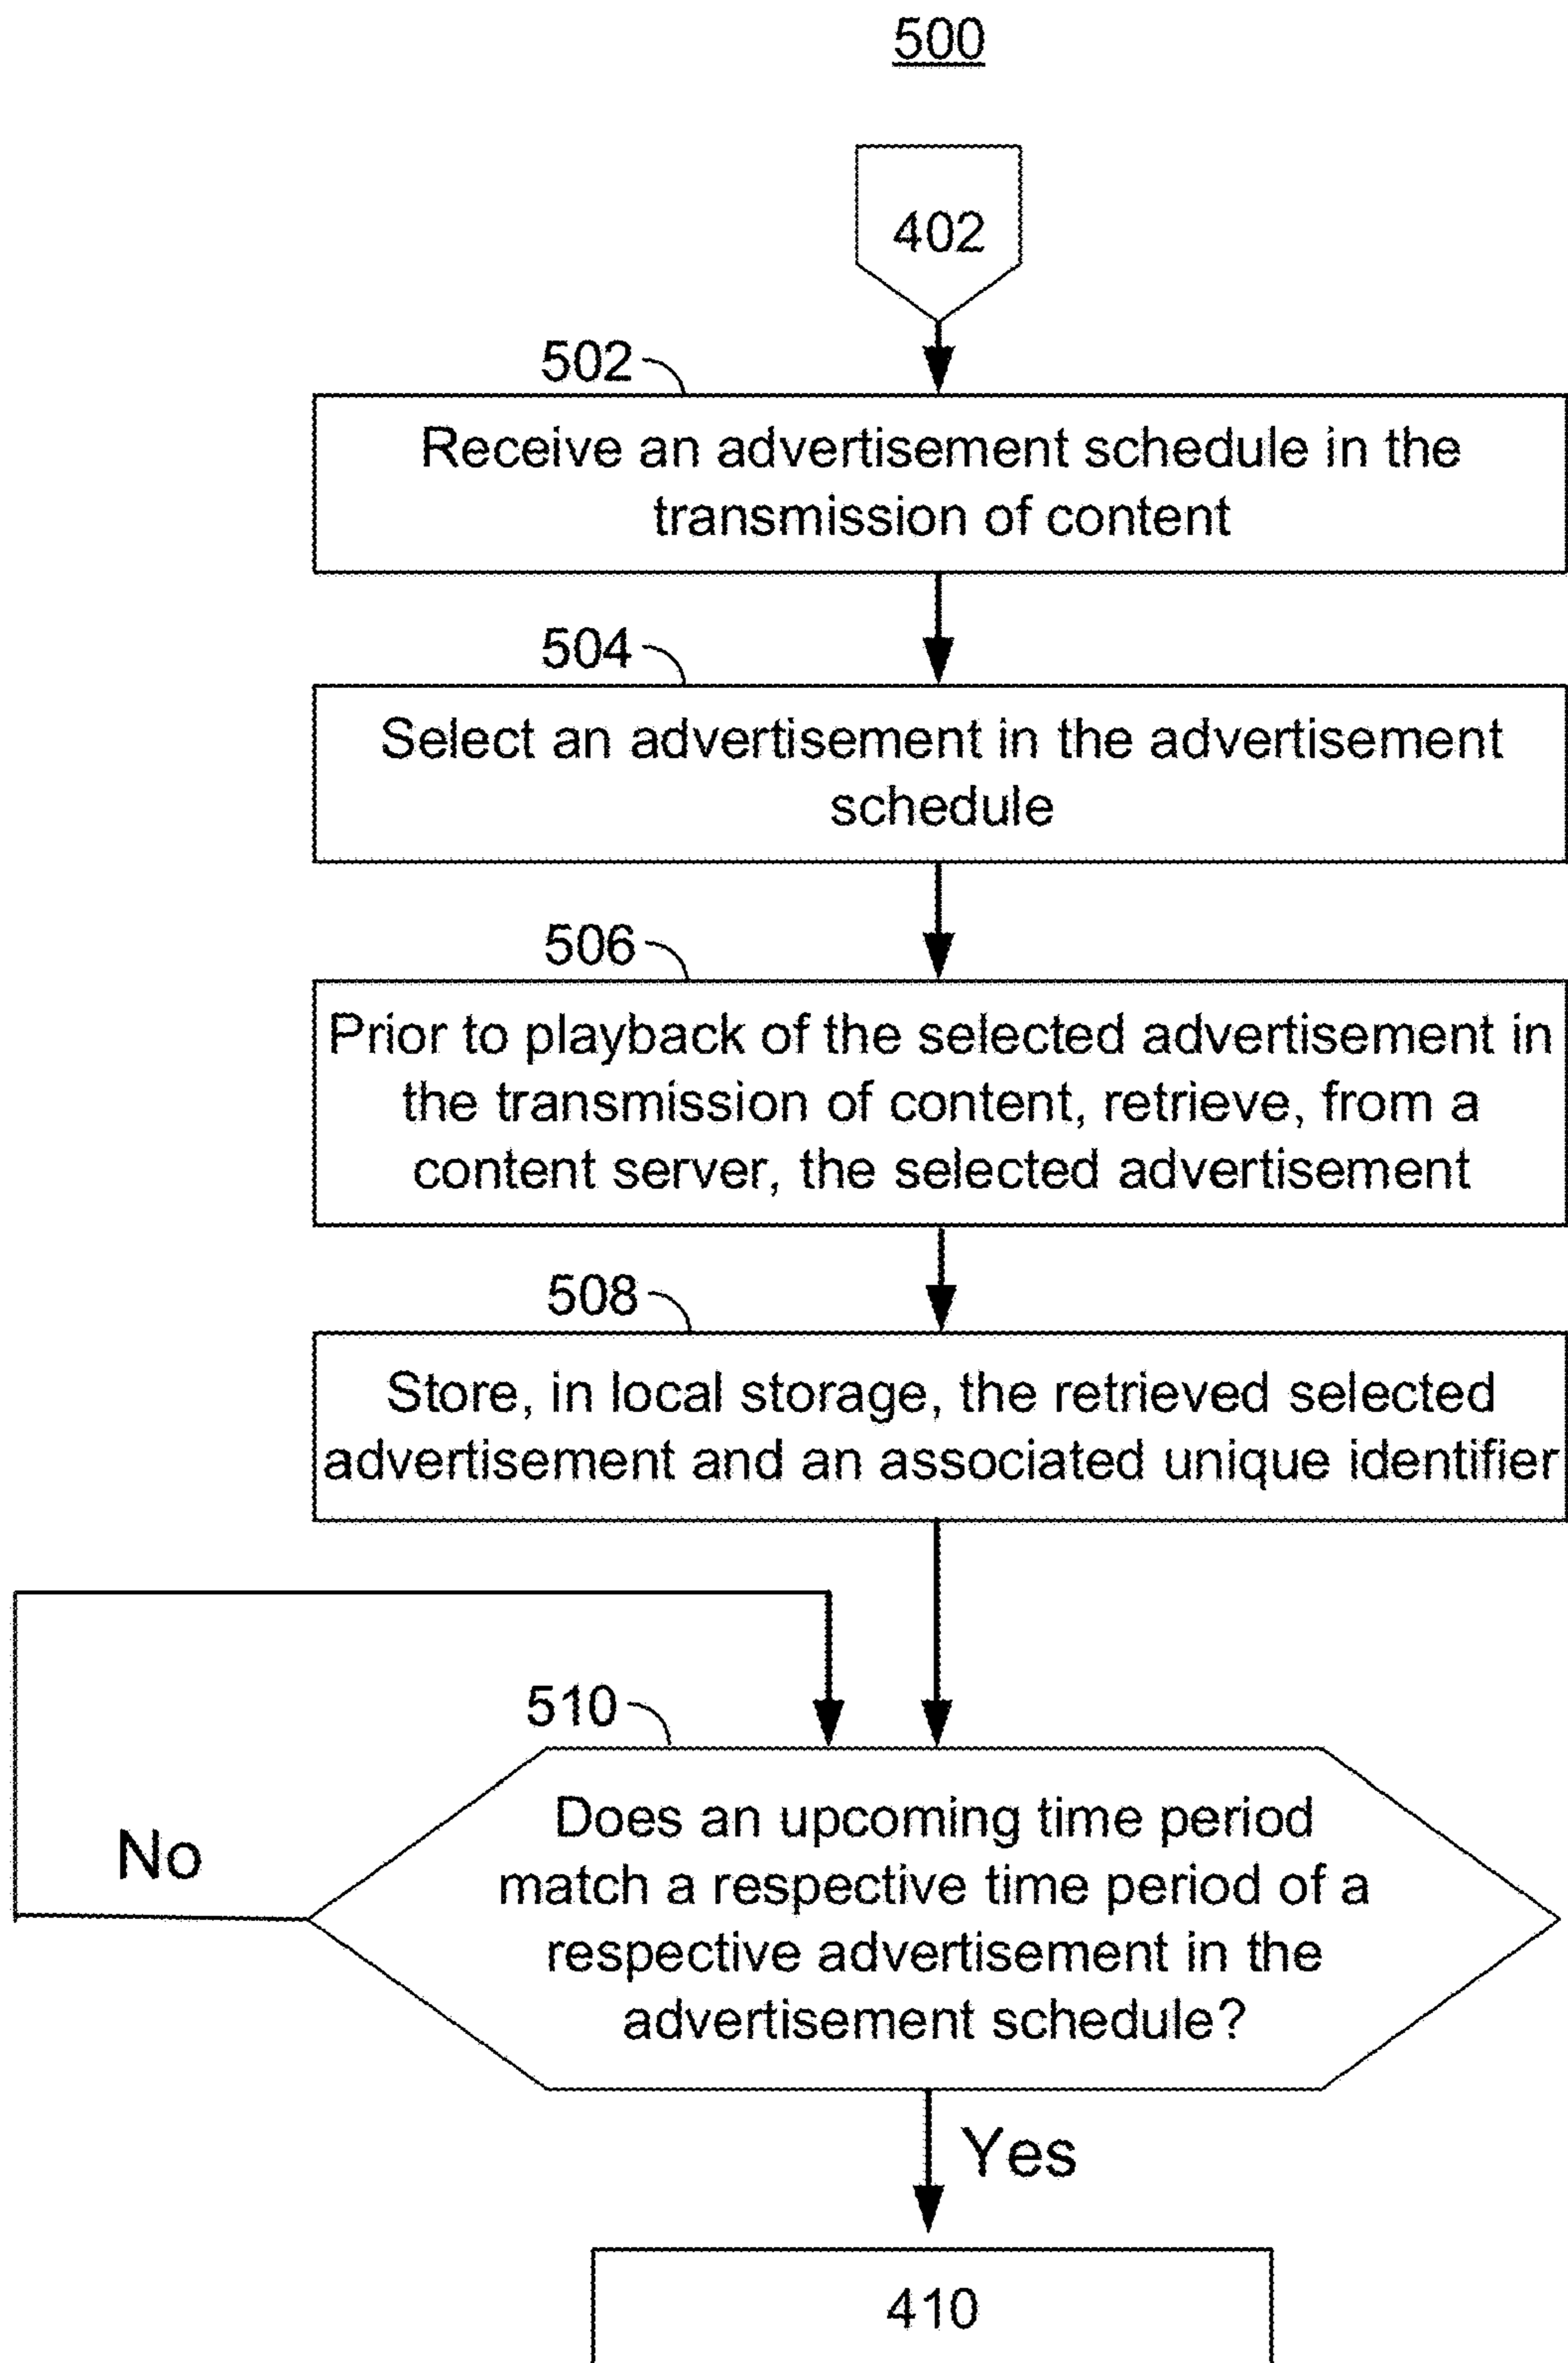 500
402
502
Receive an advertisement schedule in the
transmission of content
504
Select an advertisement in the advertisement
schedule
506
Prior to playback of the selected advertisement in
the transmission of content, retrieve, from a
content server, the selected advertisement
508
Store, in local storage, the retrieved selected
advertisement and an associated unique identifier
510
Does an upcoming time period
match a respective time period of a
respective advertisement in the
advertisement schedule?
No
Yes
410